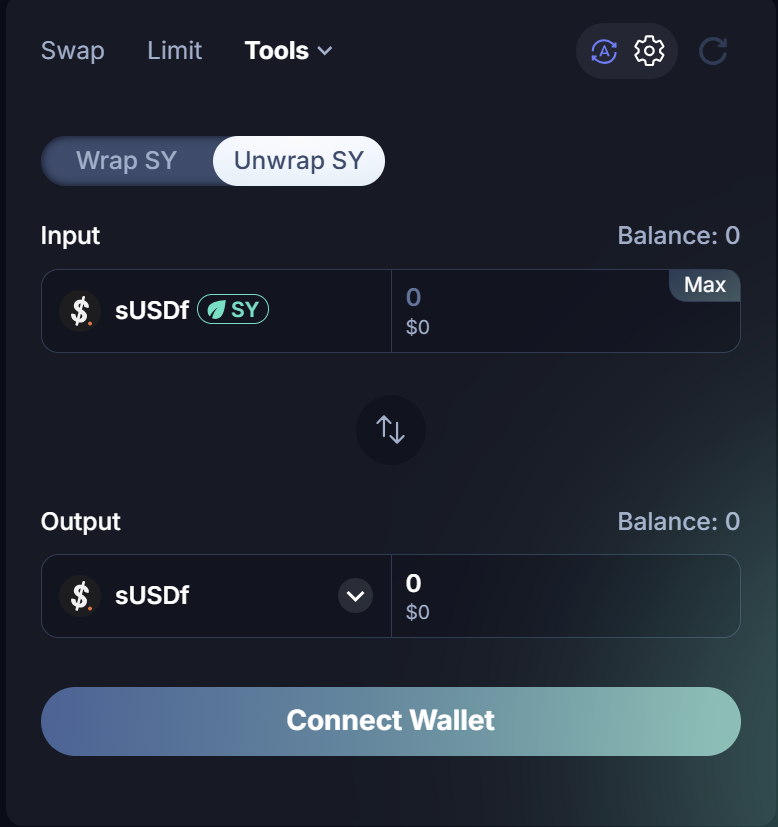 Swap Limit Tools
Wrap SY Unwrap SY
Input Balance: 0
Max
sUSDf SY 0
$0
Output Balance: 0
sUSDf 0
$0
Connect Wallet